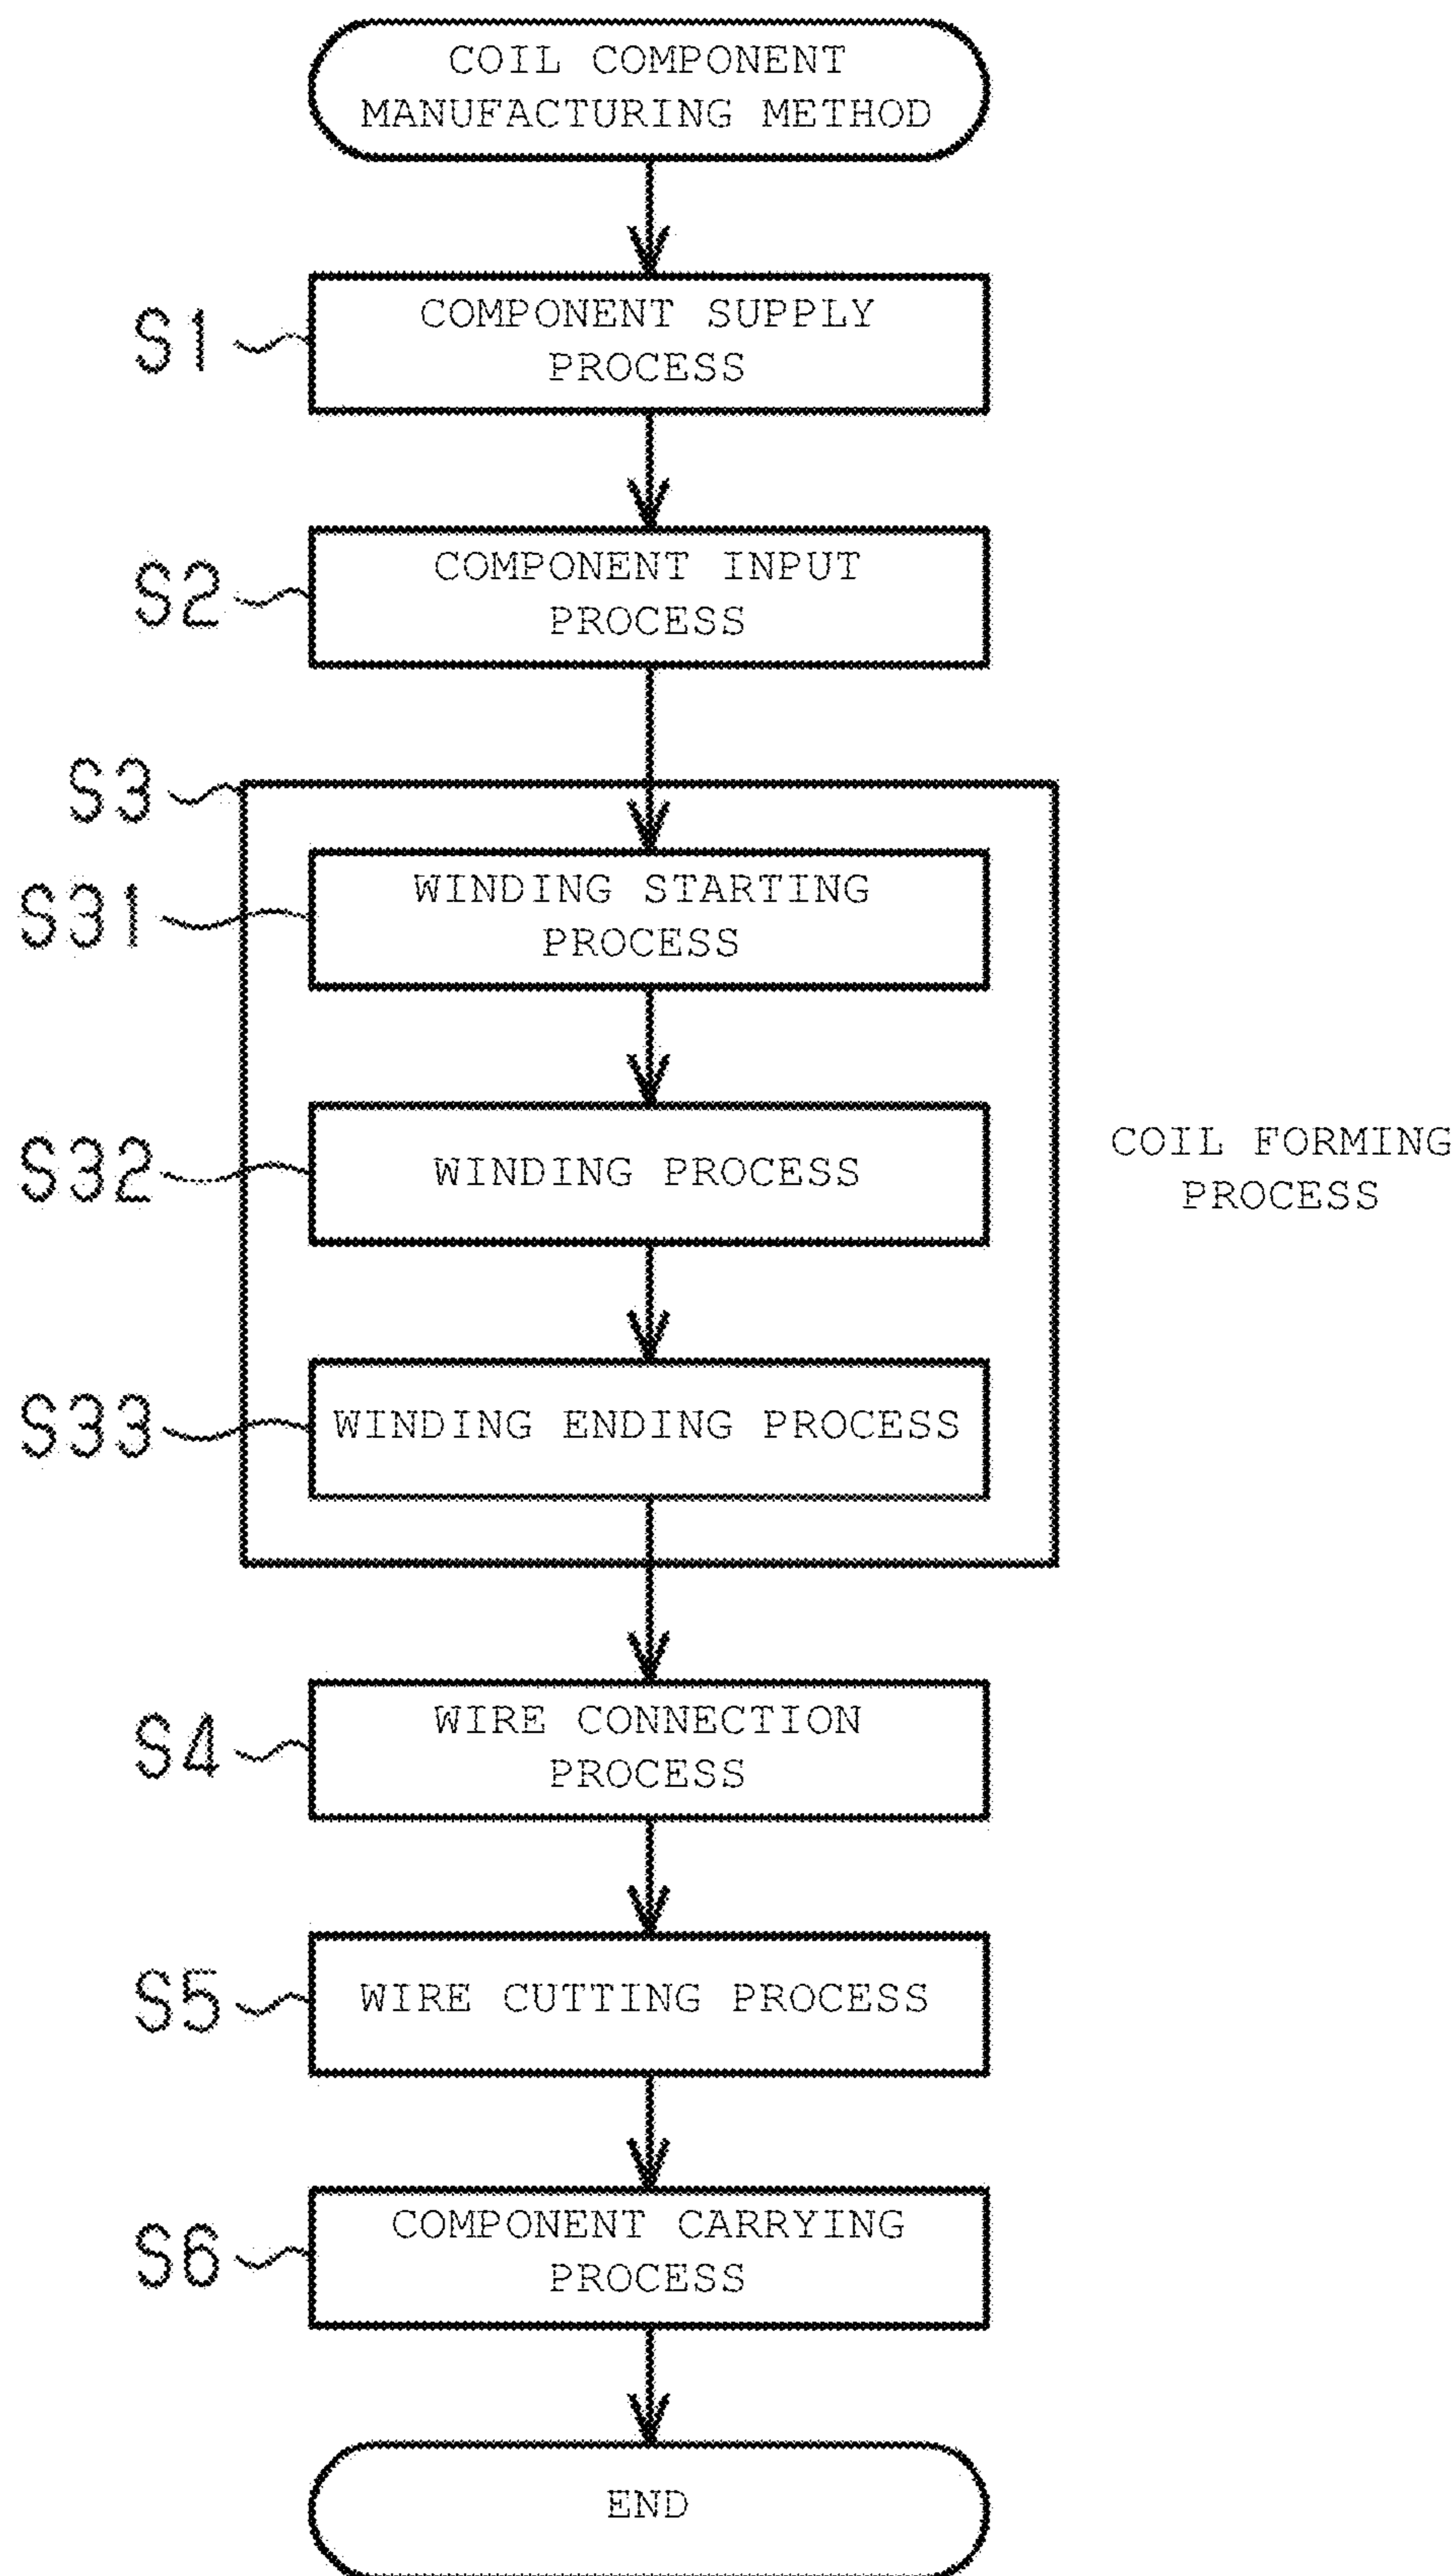 COIL COMPONENT
MANUFACTURING METHOD
S1
COMPONENT SUPPLY
PROCESS
S2
COMPONENT INPUT
PROCESS
S3
S31
WINDING STARTING
PROCESS
S32
WINDING PROCESS
COIL FORMING
PROCESS
S33
WINDING ENDING PROCESS
S4
WIRE CONNECTION
PROCESS
S5
WIRE CUTTING PROCESS
S6
COMPONENT CARRYING
PROCESS
END